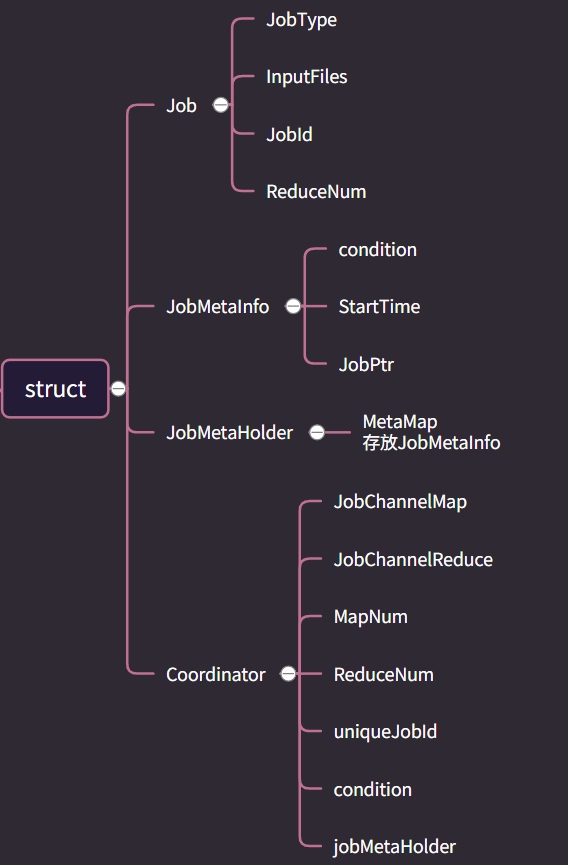 JobType
InputFiles
Job
JobId
ReduceNum
condition
JobMetaInfo
StartTime
JobPtr
struct
JobMetaHolder
MetaMap
存放JobMetaInfo
JobChannelMap
JobChannelReduce
MapNum
Coordinator
ReduceNum
uniqueJobId
condition
jobMetaHolder